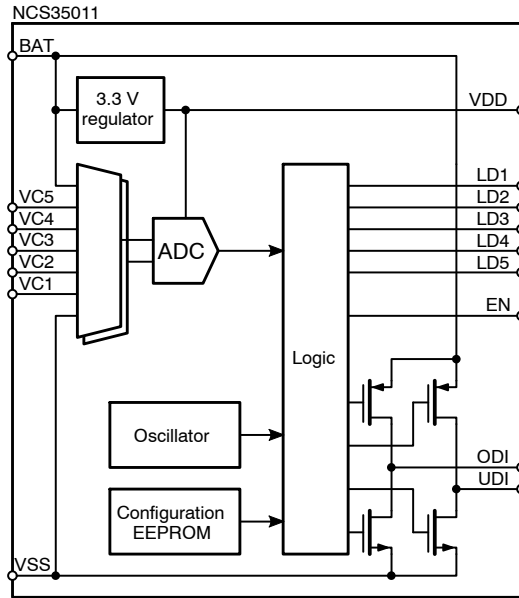 NCS35011
BAT
3.3 V
regulator
VDD
LD1
VC5
LD2
VC4
LD3
VC3
ADC
LD4
VC2
LD5
VC1
EN
Logic
Oscillator
ODI
UDI
Configuration
EEPROM
VSS